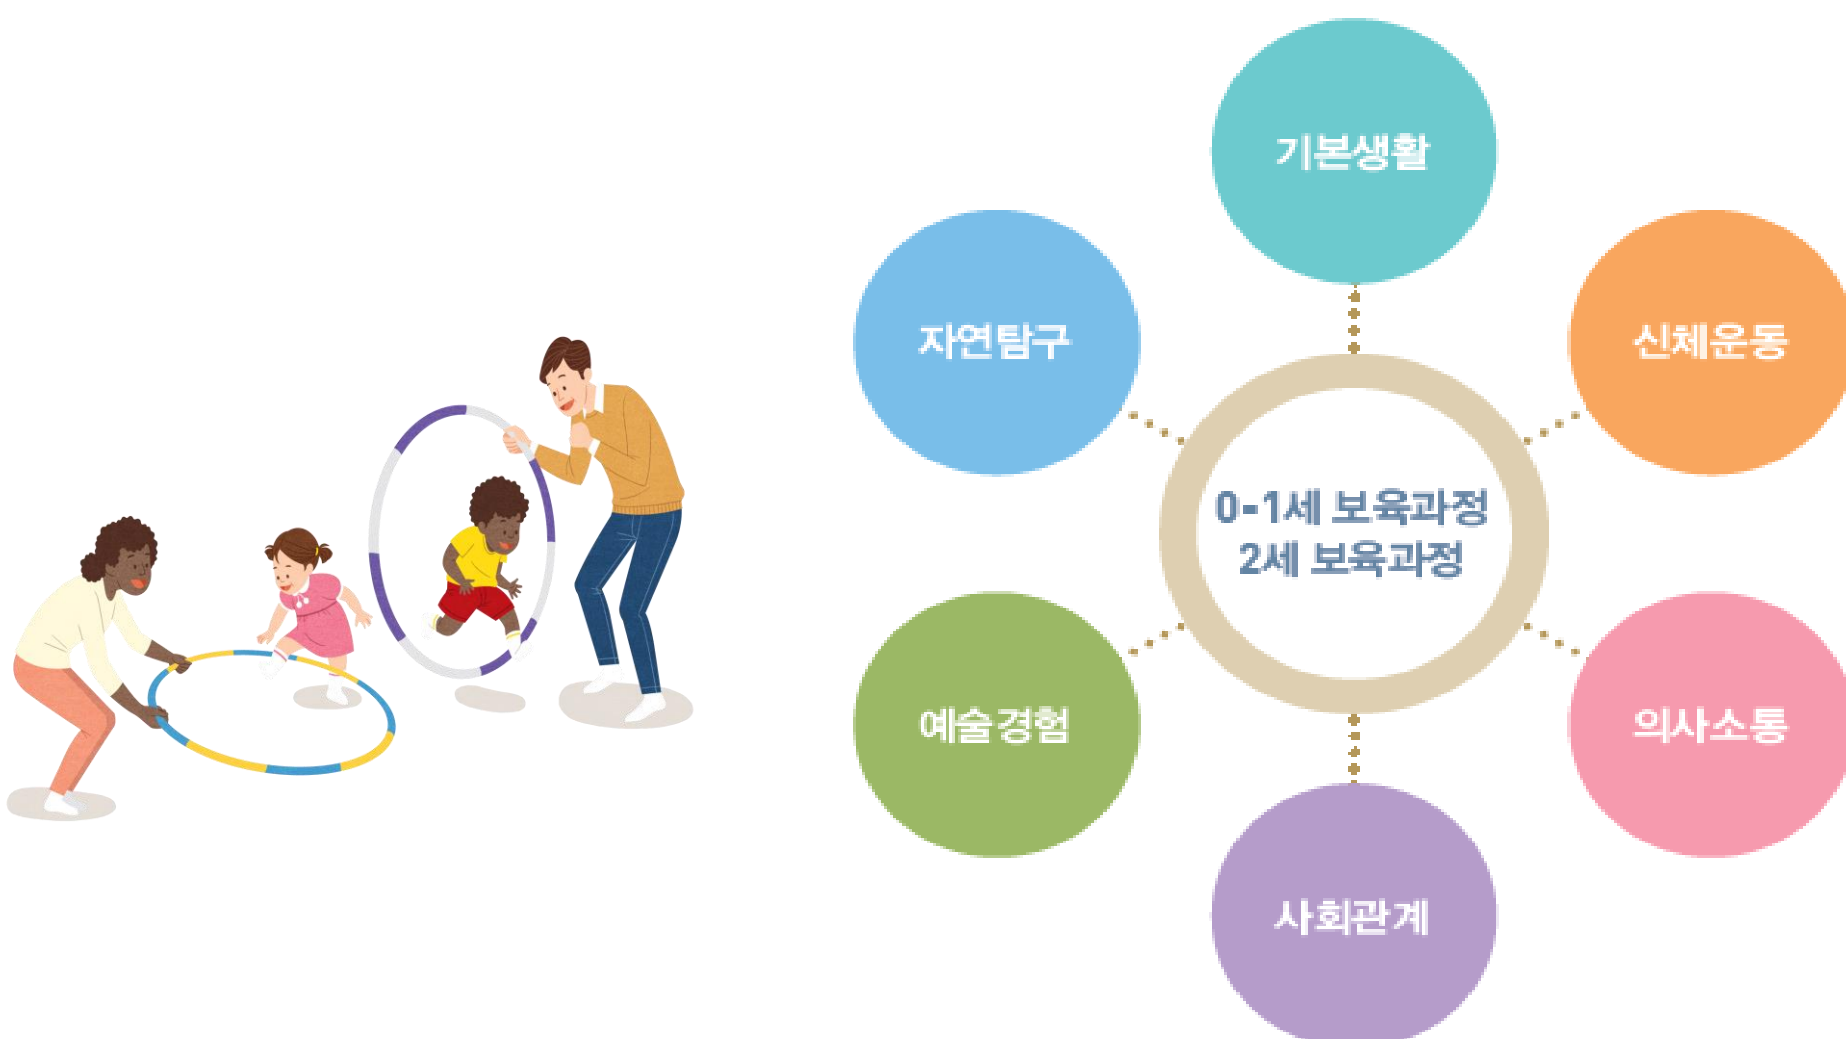 기본생활
자연탐구
신체운동
0-1세 보육과정
2세 보육과정
예술경험
의사소통
사회관계